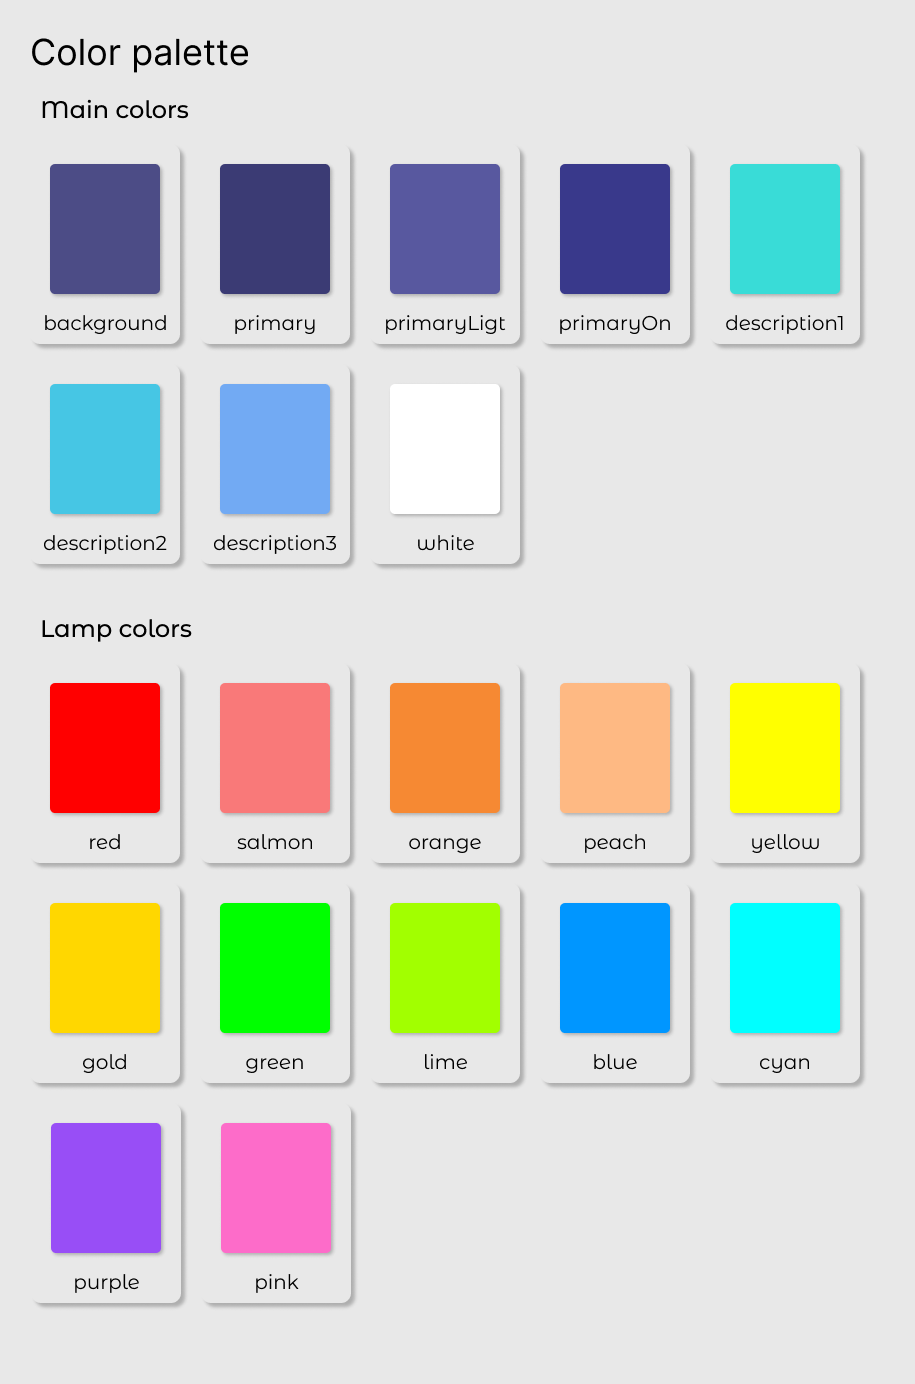 Color palette
Main colors
background primary primaryLigt primaryOn description1
description2 description3 white
Lamp colors
red salmon orange peach yellow
gold green lime blue cyan
purple pink